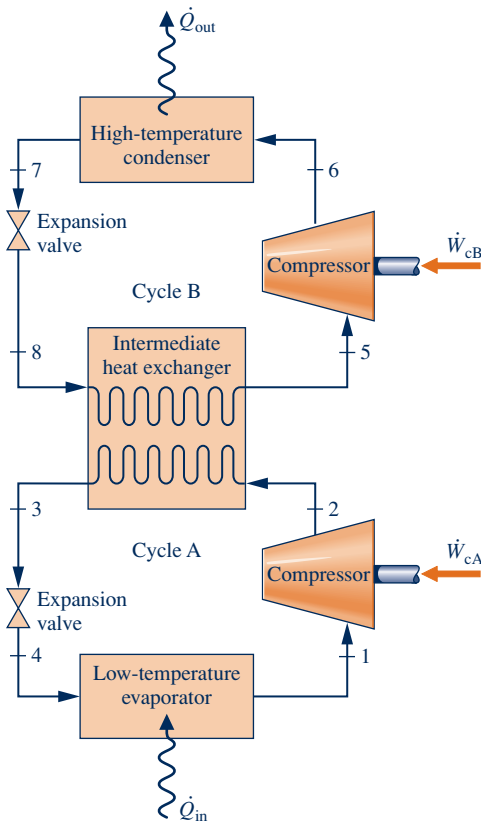 Q̇out
High-temperature
condenser
7
6
Expansion
valve
Compressor
ẆcB
Cycle B
8
Intermediate
heat exchanger
5
3
2
Cycle A
Compressor
ẆcA
Expansion
valve
4
1
Low-temperature
evaporator
Q̇in